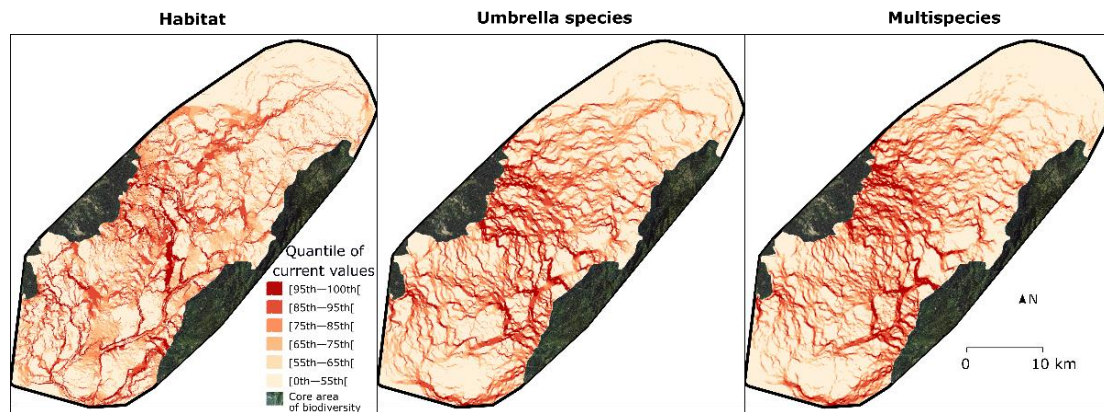 Habitat
Umbrella species
Multispecies
Quantile of
current values
[95th—100th[
[85th—95th[
[75th—85th[
[65th—75th[
[55th—65th[
[0th—55th[
Core area
of biodiversity
N
0 10 km